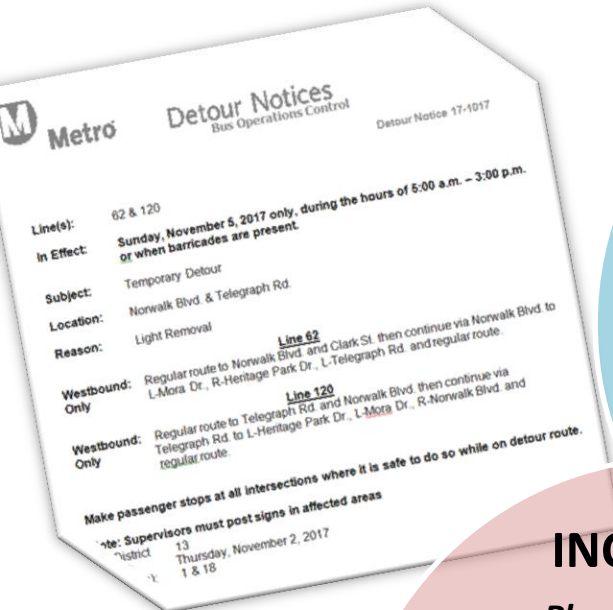 M Metro
Detour Notices
Bus Operations Control
Detour Notice 17-1017
Line(s): 62 & 120
In Effect: Sunday, November 5, 2017 only, during the hours of 5:00 a.m. – 3:00 p.m.
or when barricades are present.
Subject: Temporary Detour
Location: Norwalk Blvd. & Telegraph Rd.
Reason: Light Removal
Line 62
Westbound: Regular route to Norwalk Blvd. and Clark St. then continue via Norwalk Blvd. to
Only L-Mora Dr., R-Heritage Park Dr., L-Telegraph Rd. and regular route.
Line 120
Westbound: Regular route to Telegraph Rd. and Norwalk Blvd. then continue via
Only Telegraph Rd. to L-Heritage Park Dr., L-Mora Dr., R-Norwalk Blvd. and
regular route.
Make passenger stops at all intersections where it is safe to do so while on detour route.
Supervisors must post signs in affected areas
District 13
Thursday, November 2, 2017
1 & 18